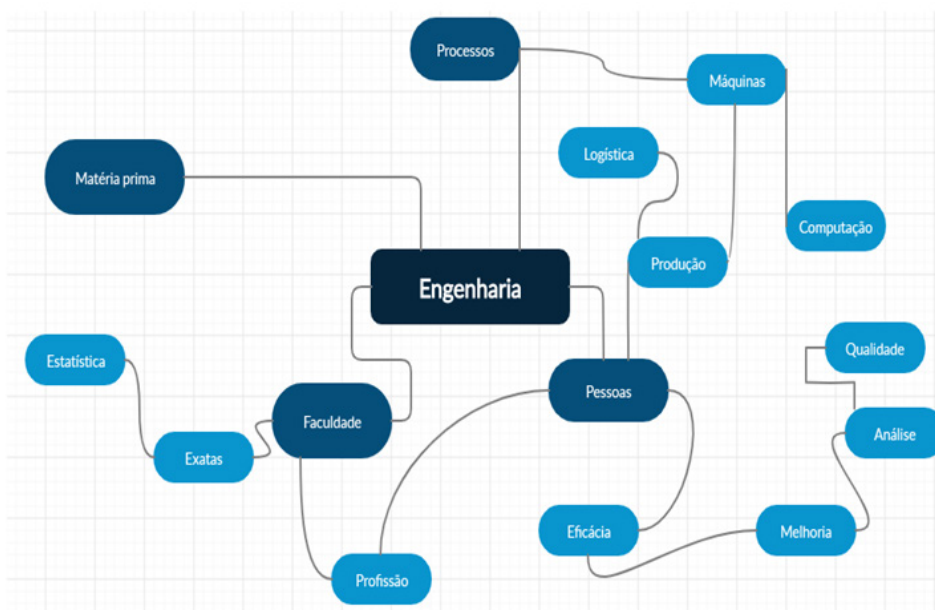 Processos
Máquinas
Logística
Matéria prima
Computação
Produção
Engenharia
Estatística
Qualidade
Pessoas
Faculdade
Análise
Exatas
Eficácia
Melhoria
Profissão